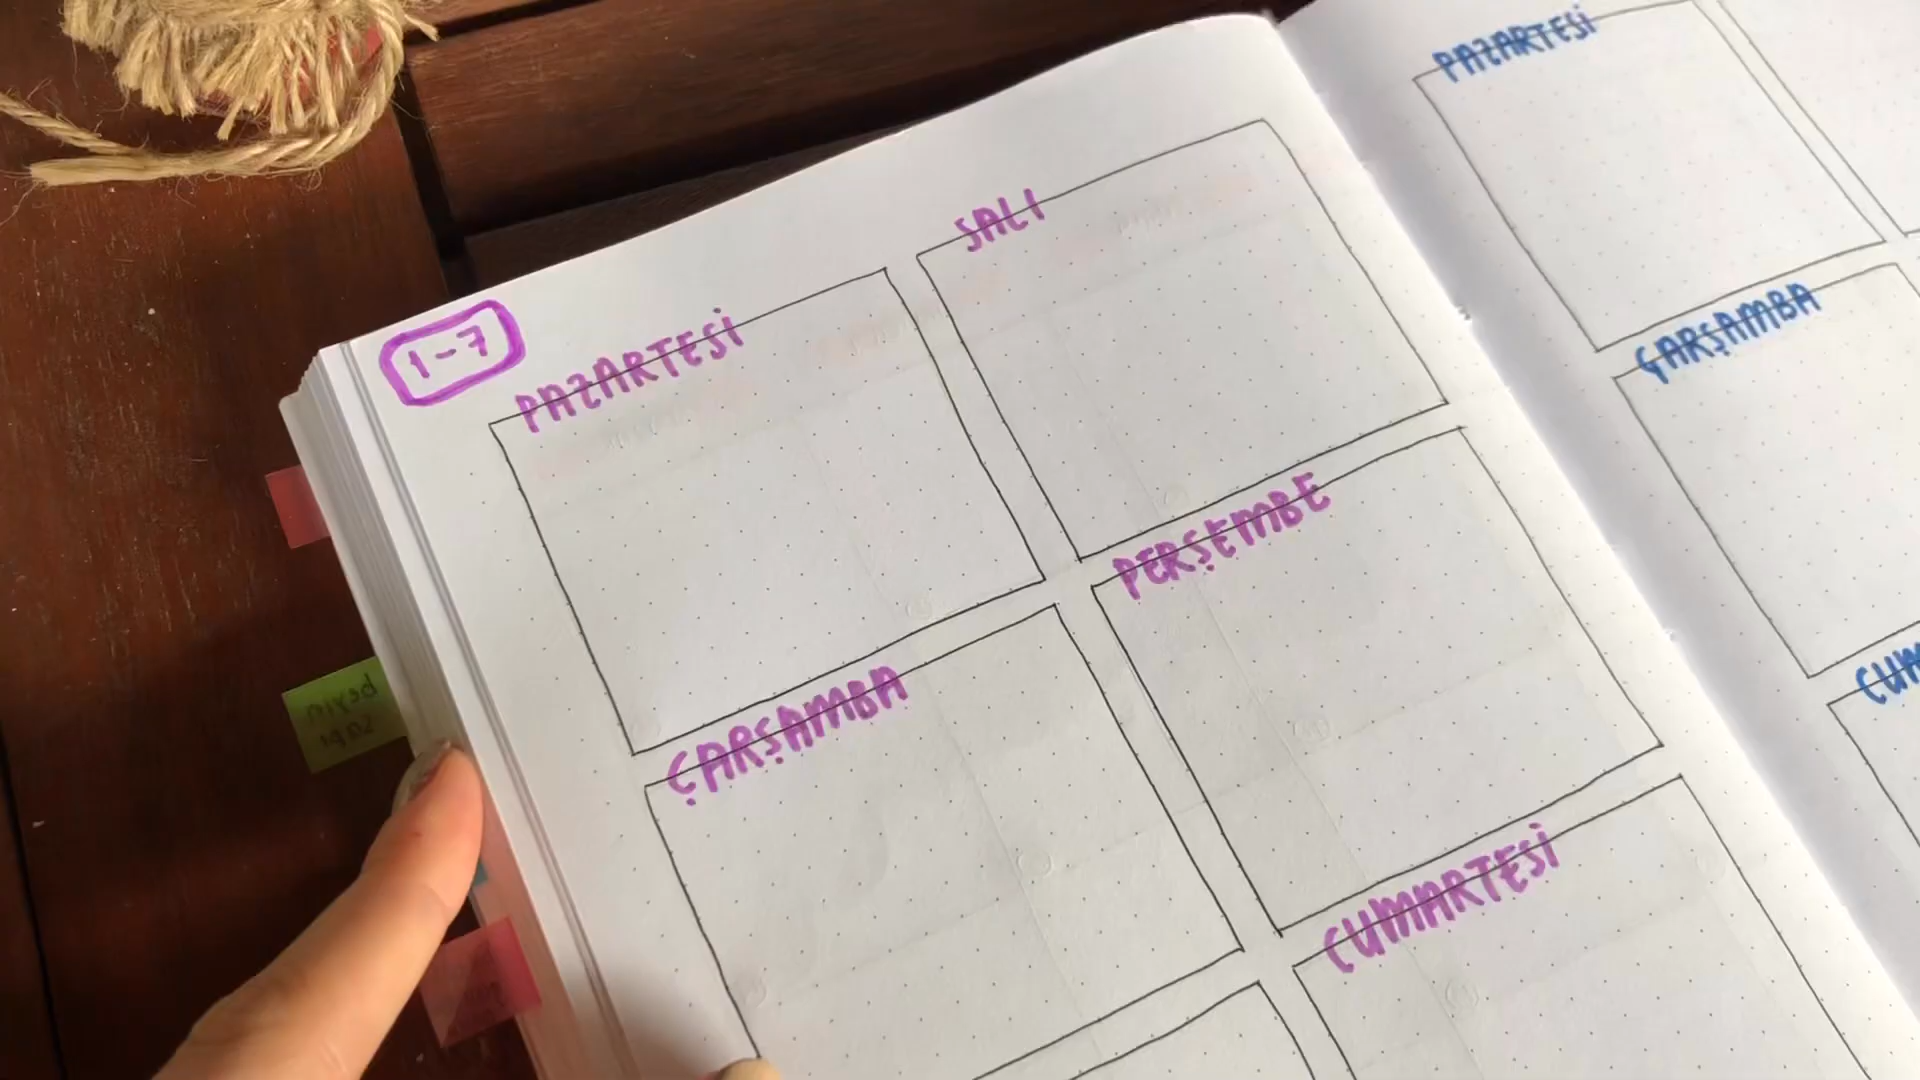 1-7
PAZARTESİ
SALI
ÇARŞAMBA
PERŞEMBE
CUMARTESİ
PAZARTESİ
ÇARŞAMBA